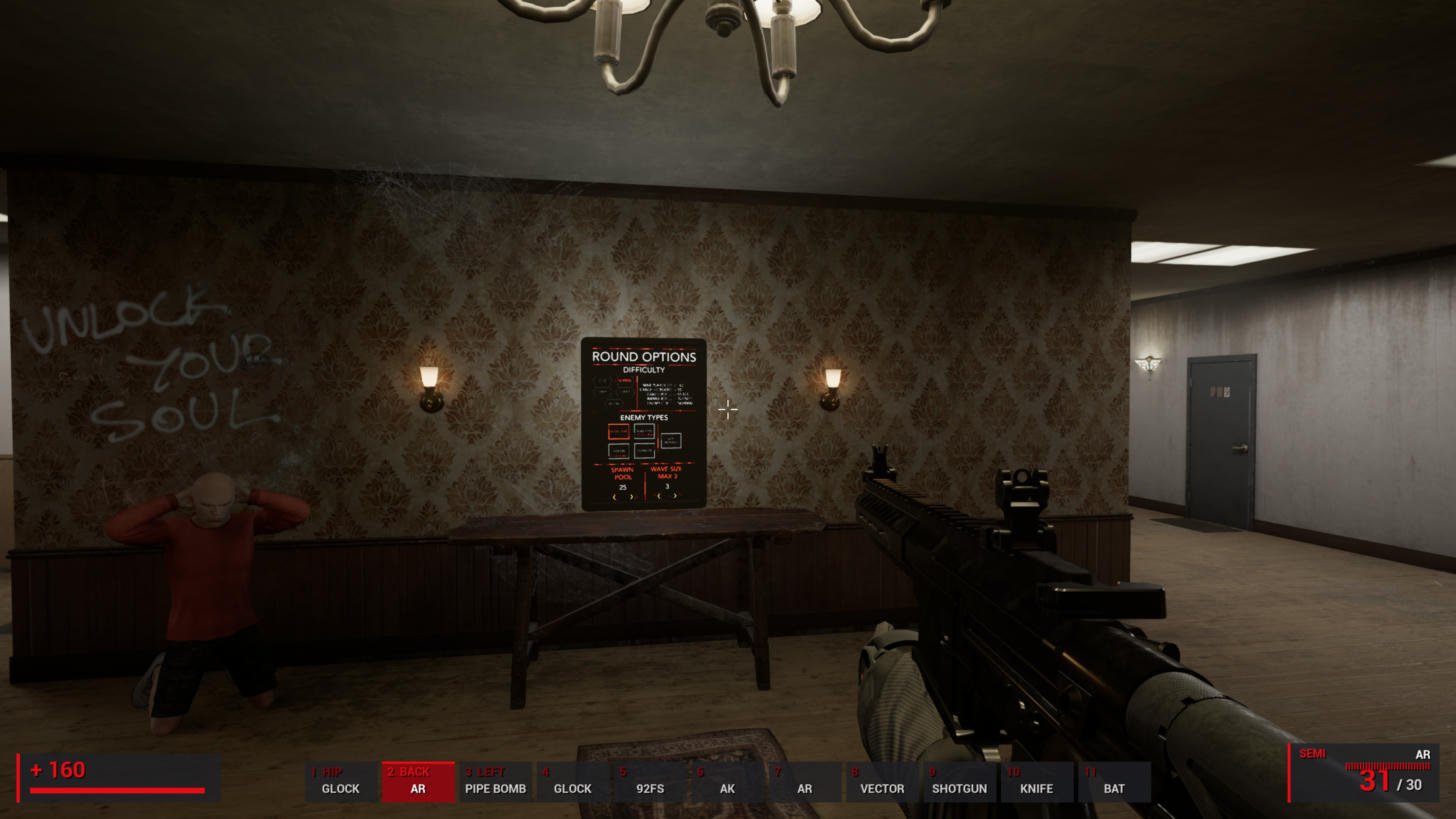 UNLOCK
YOUR
SOUL
ROUND OPTIONS
DIFFICULTY
ENEMY TYPES
SPAWN
POOL
25
WAVE SIZE
MAX 3
3
+ 160
1 HIP
GLOCK
2 BACK
AR
3 LEFT
PIPE BOMB
4
GLOCK
5
92FS
6
AK
7
AR
8
VECTOR
9
SHOTGUN
10
KNIFE
11
BAT
SEMI
AR
31 / 30